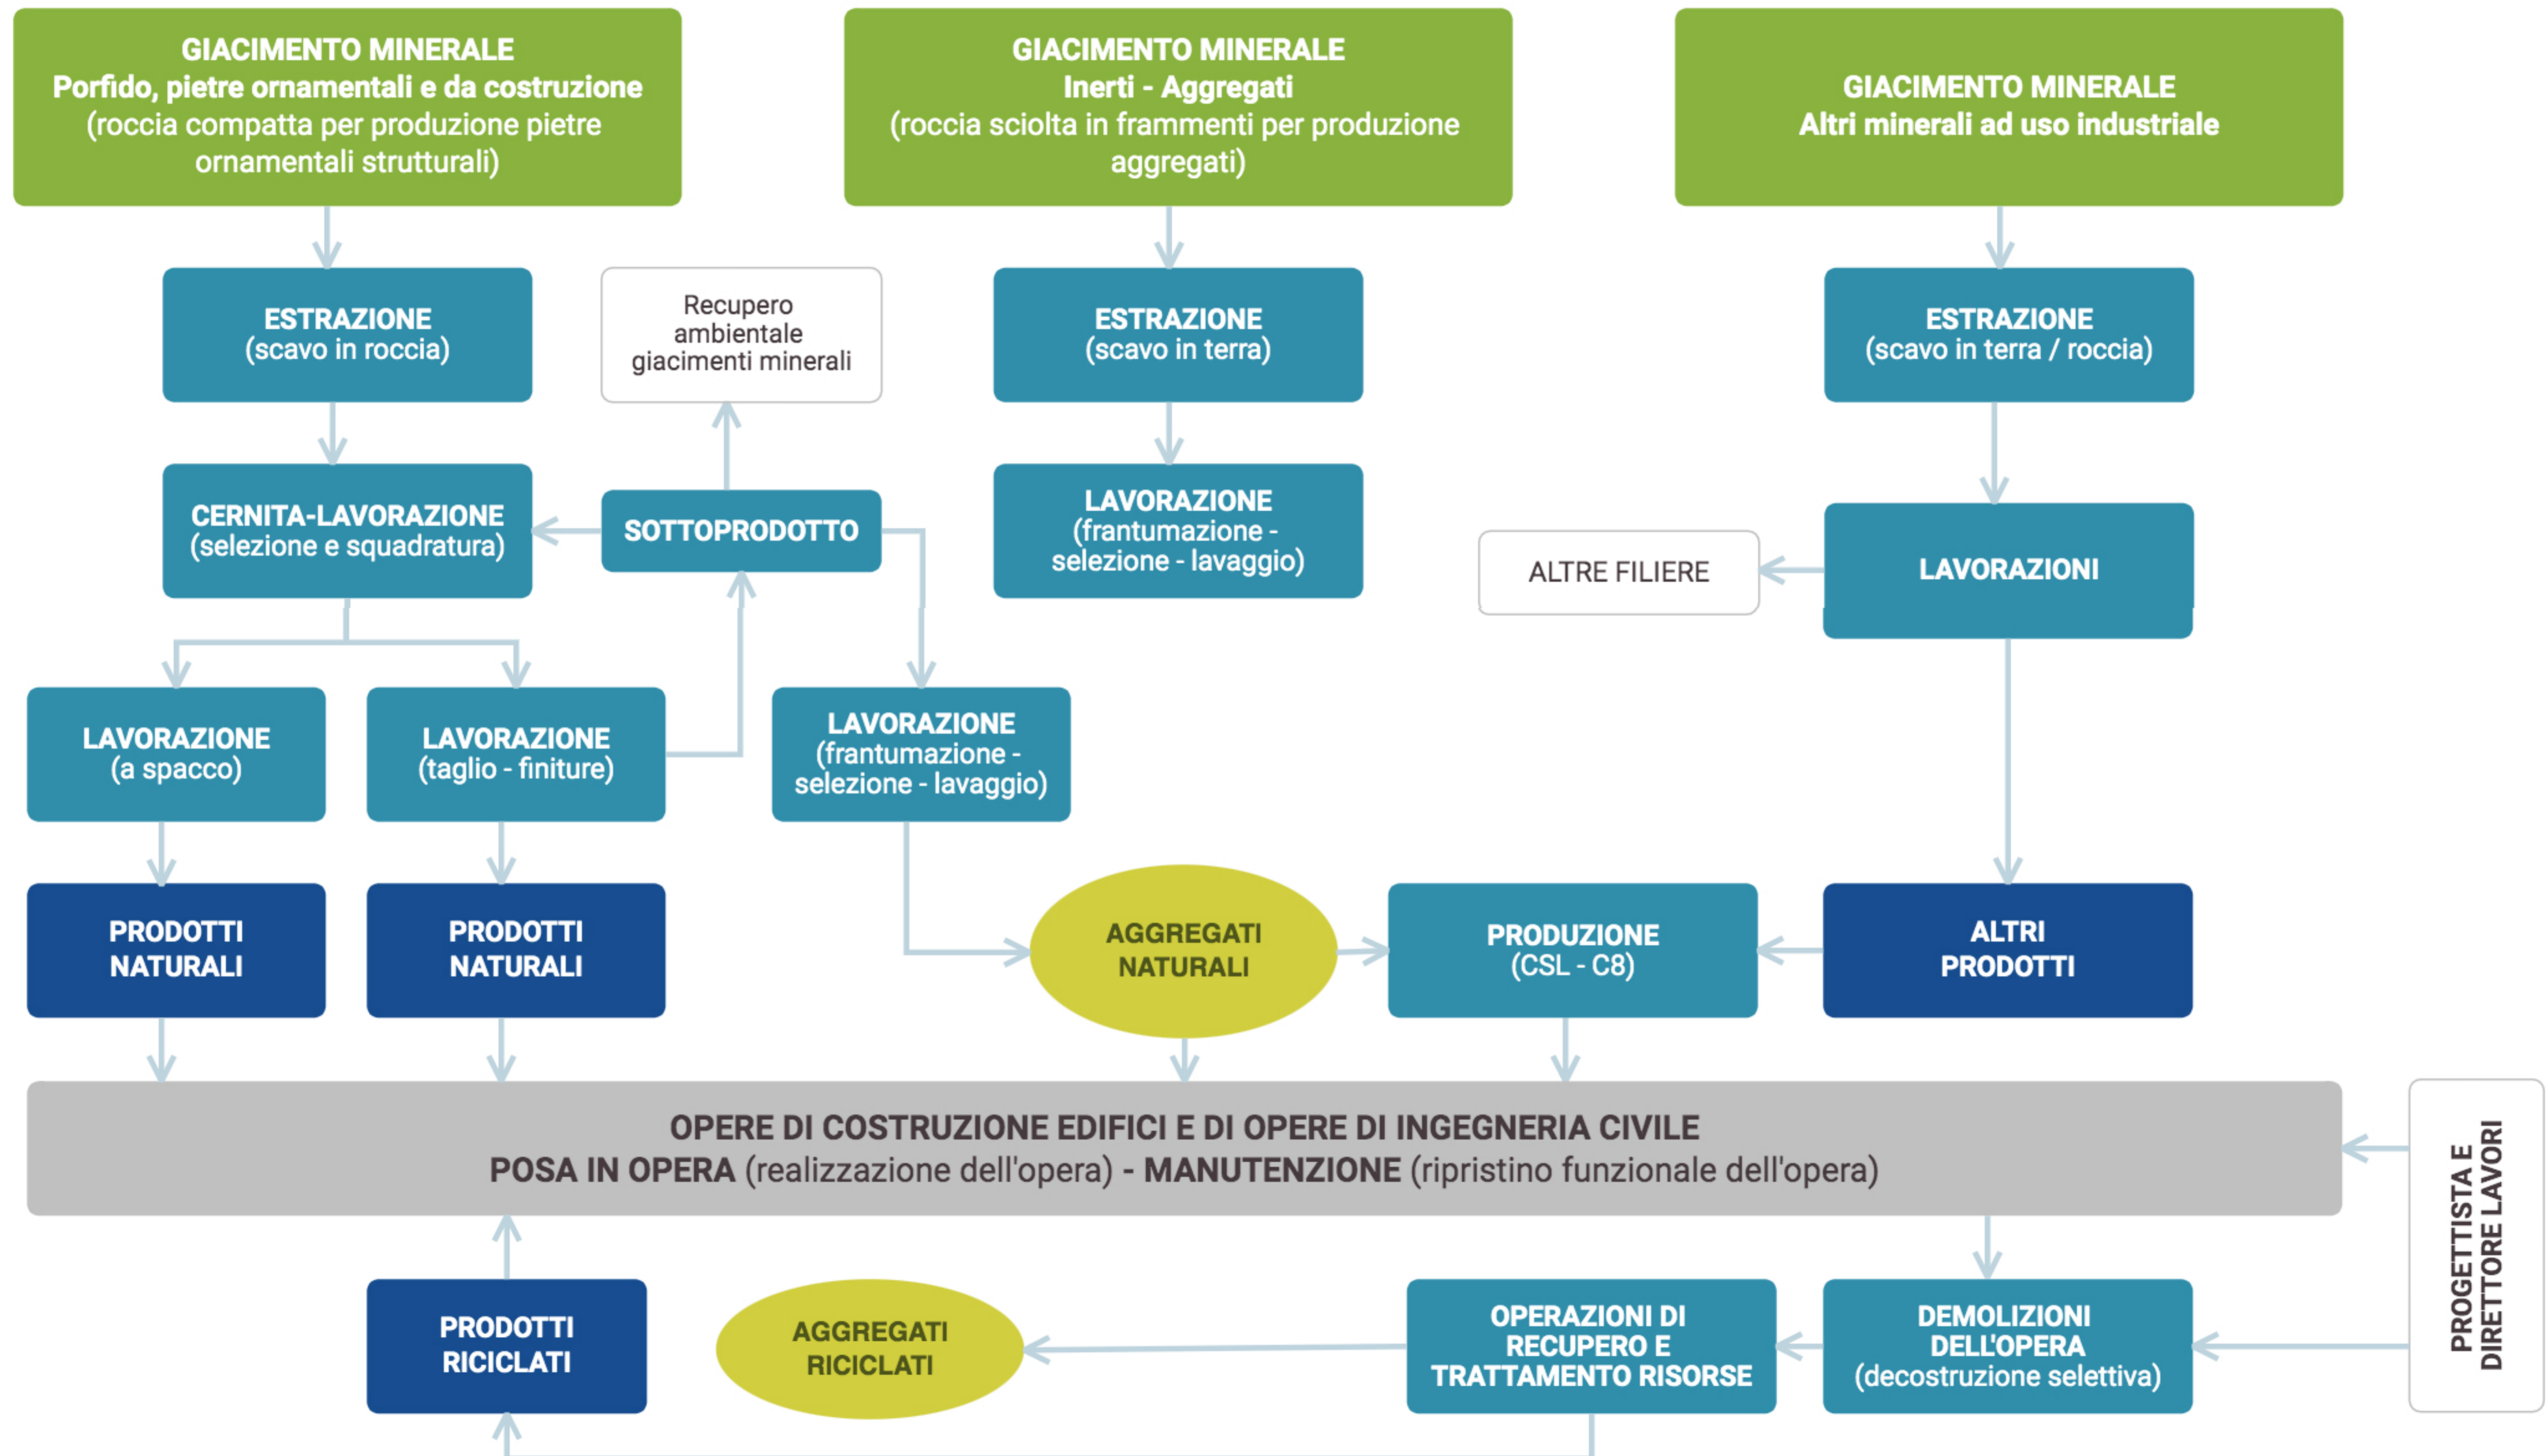 GIACIMENTO MINERALE
Porfido, pietre ornamentali e da costruzione
(roccia compatta per produzione pietre
ornamentali strutturali)
GIACIMENTO MINERALE
Inerti - Aggregati
(roccia sciolta in frammenti per produzione
aggregati)
GIACIMENTO MINERALE
Altri minerali ad uso industriale
ESTRAZIONE
(scavo in roccia)
Recupero
ambientale
giacimenti minerali
ESTRAZIONE
(scavo in terra)
ESTRAZIONE
(scavo in terra / roccia)
CERNITA-LAVORAZIONE
(selezione e squadratura)
SOTTOPRODOTTO
LAVORAZIONE
(frantumazione -
selezione - lavaggio)
ALTRE FILIERE
LAVORAZIONI
LAVORAZIONE
(a spacco)
LAVORAZIONE
(taglio - finiture)
LAVORAZIONE
(frantumazione -
selezione - lavaggio)
PRODOTTI
NATURALI
PRODOTTI
NATURALI
AGGREGATI
NATURALI
PRODUZIONE
(CSL - C8)
ALTRI
PRODOTTI
OPERE DI COSTRUZIONE EDIFICI E DI OPERE DI INGEGNERIA CIVILE
POSA IN OPERA (realizzazione dell'opera) - MANUTENZIONE (ripristino funzionale dell'opera)
PROGETTISTA E
DIRETTORE LAVORI
PRODOTTI
RICICLATI
AGGREGATI
RICICLATI
OPERAZIONI DI
RECUPERO E
TRATTAMENTO RISORSE
DEMOLIZIONI
DELL'OPERA
(decostruzione selettiva)